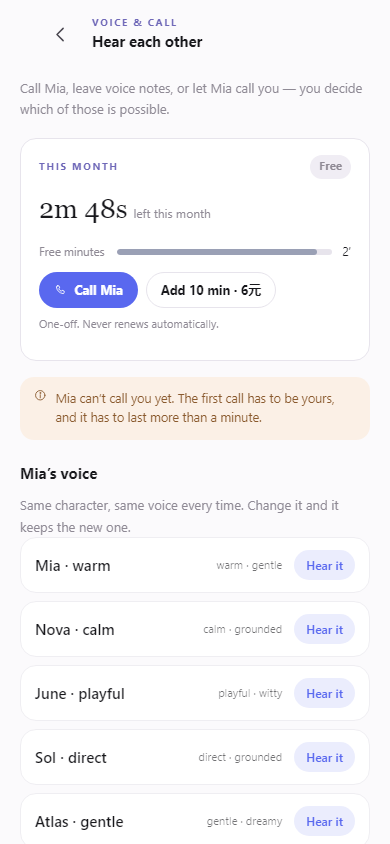 VOICE & CALL
Hear each other
Call Mia, leave voice notes, or let Mia call you — you decide
which of those is possible.
THIS MONTH
Free
2m 48s left this month
Free minutes 2′
Call Mia
Add 10 min · 6元
One-off. Never renews automatically.
Mia can’t call you yet. The first call has to be yours,
and it has to last more than a minute.
Mia’s voice
Same character, same voice every time. Change it and it
keeps the new one.
Mia · warm
warm · gentle
Hear it
Nova · calm
calm · grounded
Hear it
June · playful
playful · witty
Hear it
Sol · direct
direct · grounded
Hear it
Atlas · gentle
gentle · dreamy
Hear it